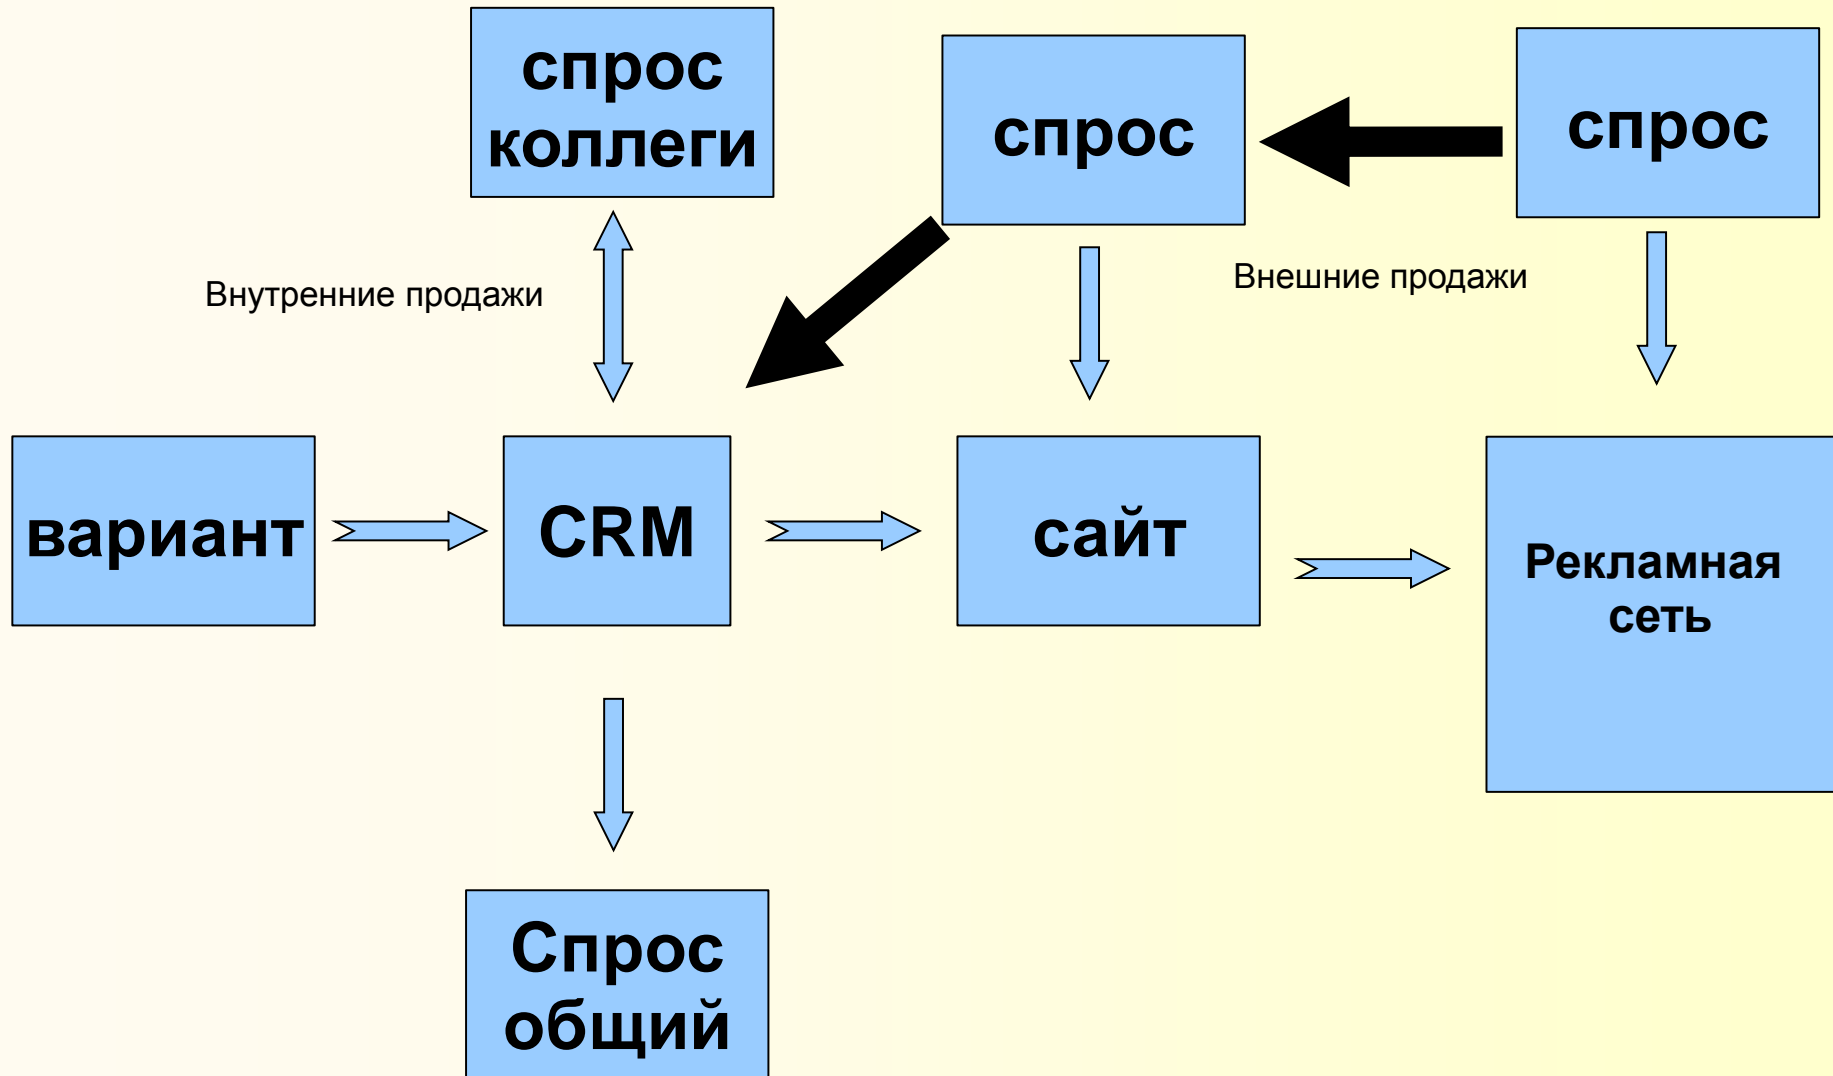 спрос
коллеги
спрос
спрос
Внутренние продажи
Внешние продажи
вариант
CRM
сайт
Рекламная
сеть
Спрос
общий